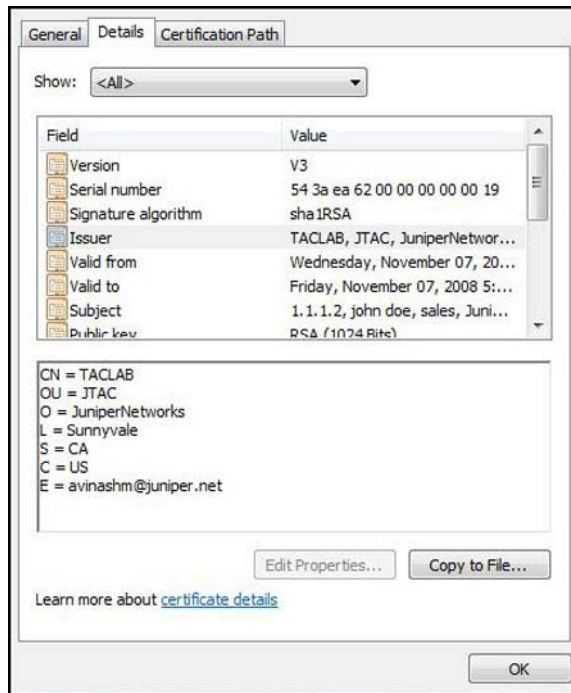 General Details Certification Path
Show: <All>
Field Value
Version V3
Serial number 54 3a ea 62 00 00 00 00 00 19
Signature algorithm sha1RSA
Issuer TACLAB, JTAC, JuniperNetwor...
Valid from Wednesday, November 07, 20...
Valid to Friday, November 07, 2008 5:...
Subject 1.1.1.2, john doe, sales, Juni...
Public key RSA (1024 Bits)
CN = TACLAB
OU = JTAC
O = JuniperNetworks
L = Sunnyvale
S = CA
C = US
E = avinashm@juniper.net
Edit Properties... Copy to File...
Learn more about certificate details
OK